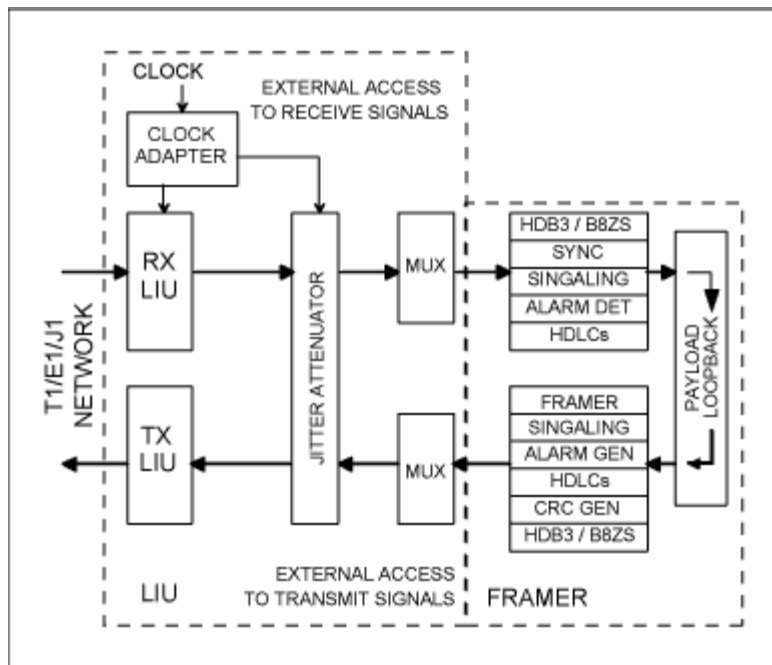 CLOCK
EXTERNAL ACCESS
TO RECEIVE SIGNALS
CLOCK
ADAPTER
RX
LIU
JITTER ATTENUATOR
MUX
HDB3 / B8ZS
SYNC
SINGALING
ALARM DET
HDLCs
PAYLOAD
LOOPBACK
T1/E1/J1
NETWORK
TX
LIU
MUX
FRAMER
SINGALING
ALARM GEN
HDLCs
CRC GEN
HDB3 / B8ZS
LIU
EXTERNAL ACCESS
TO TRANSMIT SIGNALS
FRAMER